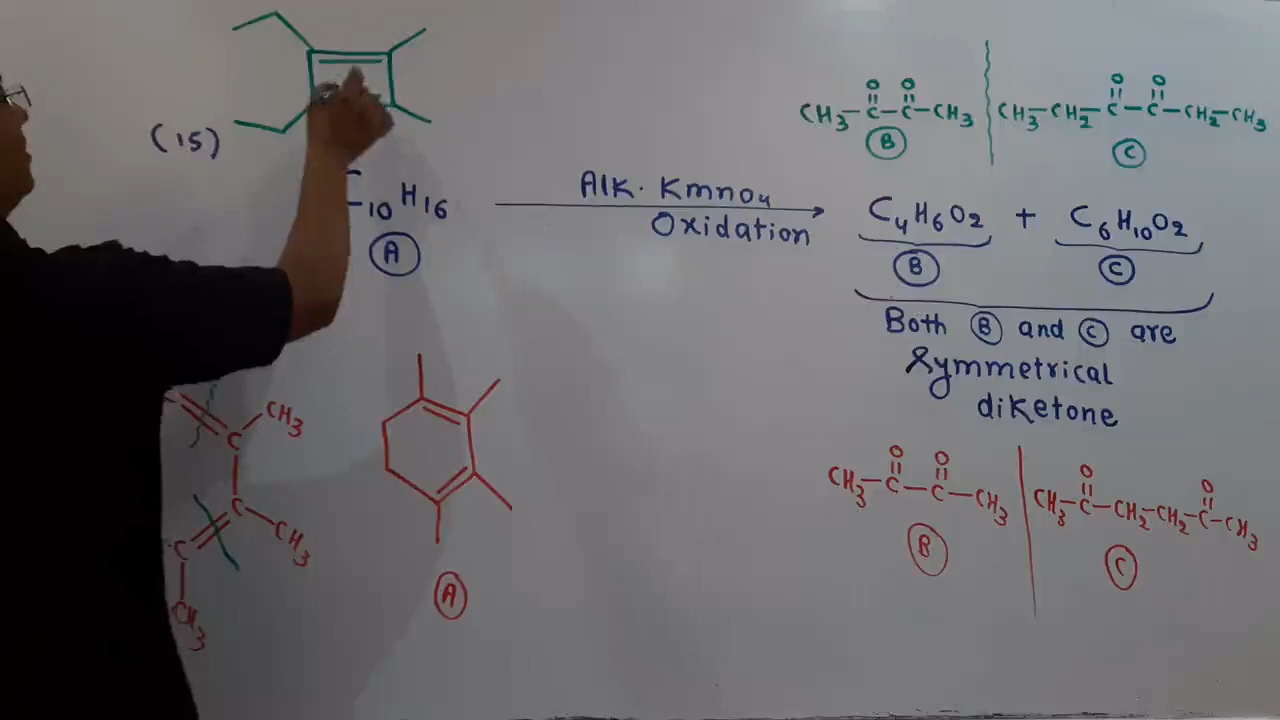 CH3–C–C–CH3
O O
B
CH3–CH2–C–C–CH2–CH3
O O
C
(15)
C10H16
A
Alk. Kmno4
Oxidation
C4H6O2 + C6H10O2
B
C
Both B and C are
Symmetrical
diketone
C
CH3
C
CH3
C
CH3
A
O O
CH3–C–C–CH3
B
O O
CH3–C–CH2–CH2–C–CH3
C